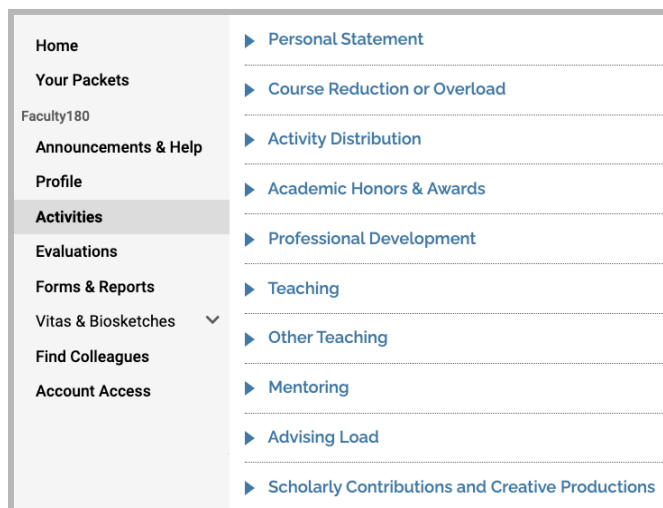 Home
Your Packets
Faculty180
Announcements & Help
Profile
Activities
Evaluations
Forms & Reports
Vitas & Biosketches
Find Colleagues
Account Access
Personal Statement
Course Reduction or Overload
Activity Distribution
Academic Honors & Awards
Professional Development
Teaching
Other Teaching
Mentoring
Advising Load
Scholarly Contributions and Creative Productions